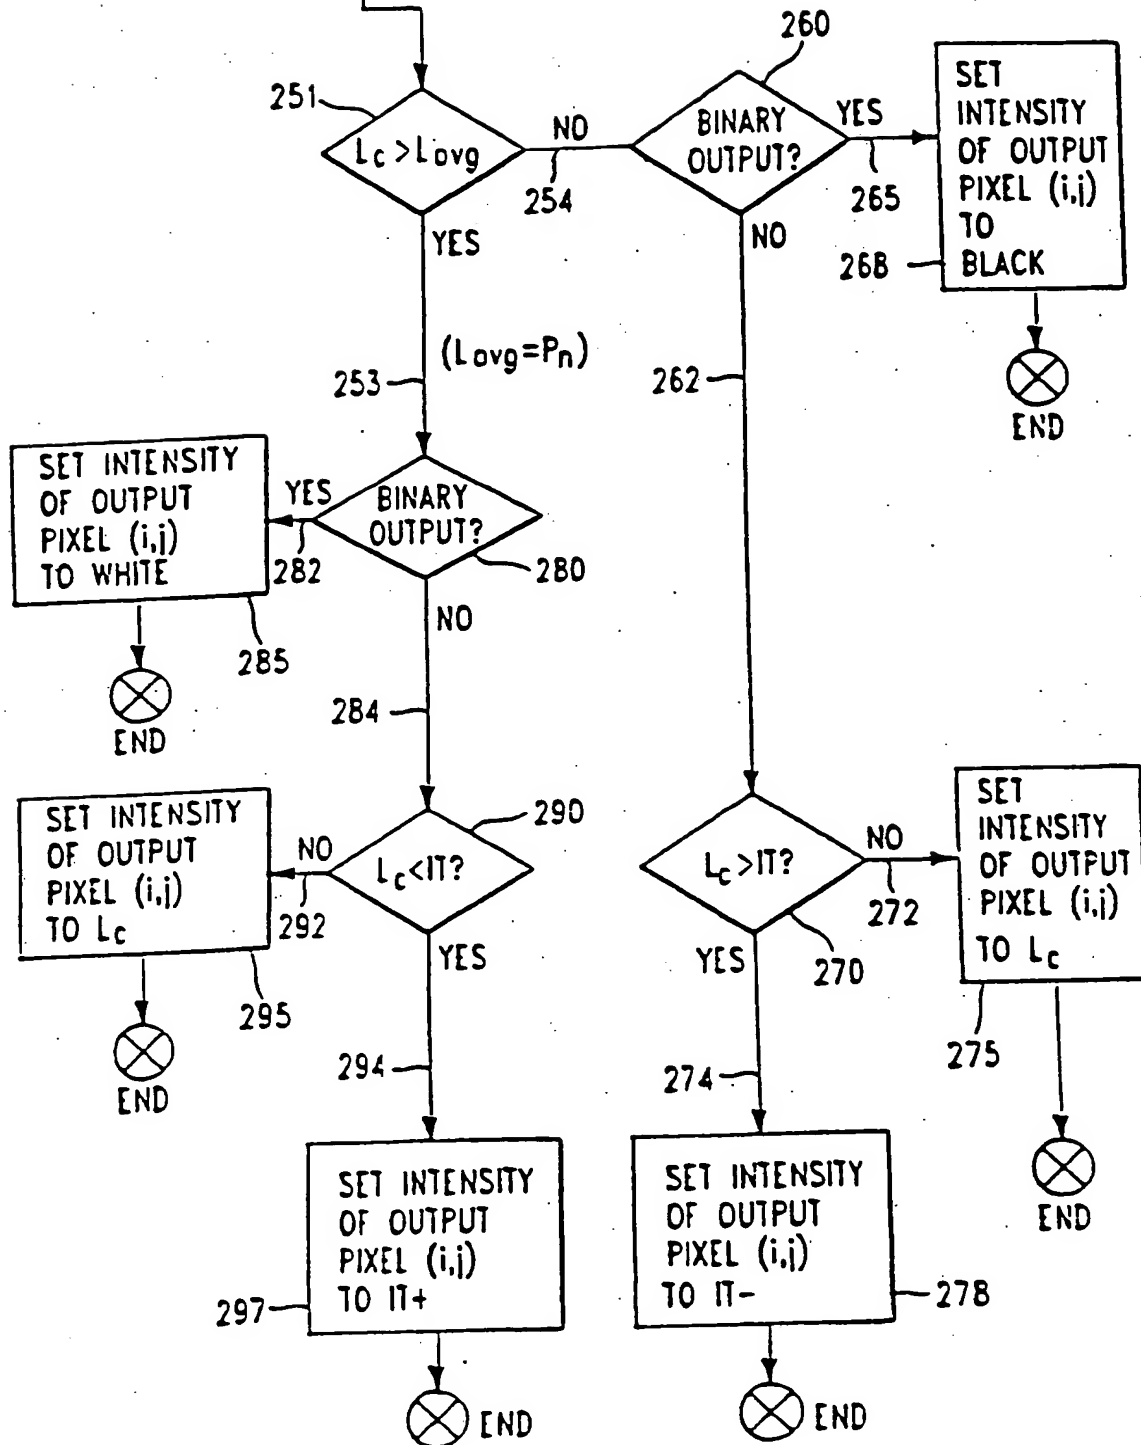 260
251
L c > Lavg
NO
254
BINARY
OUTPUT?
YES
265
SET
INTENSITY
OF OUTPUT
PIXEL (i,j)
TO
BLACK
268
END
YES
NO
(Lavg=Pn)
253
262
SET INTENSITY
OF OUTPUT
PIXEL (i,j)
TO WHITE
YES
282
BINARY
OUTPUT?
280
285
END
NO
284
SET INTENSITY
OF OUTPUT
PIXEL (i,j)
TO Lc
NO
292
Lc<IT?
290
295
END
YES
294
Lc>IT?
270
NO
272
SET
INTENSITY
OF OUTPUT
PIXEL (i,j)
TO Lc
275
END
YES
274
SET INTENSITY
OF OUTPUT
PIXEL (i,j)
TO IT+
297
END
SET INTENSITY
OF OUTPUT
PIXEL (i,j)
TO IT-
278
END